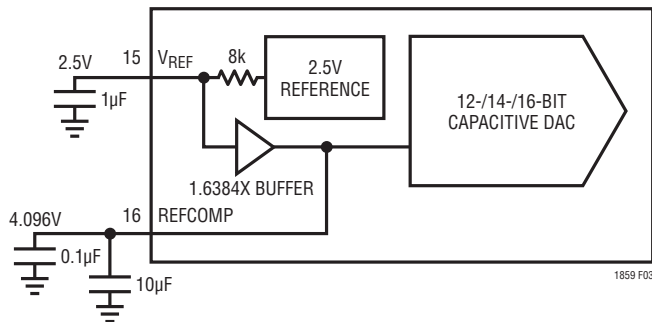 2.5V
15
VREF
8k
2.5V
REFERENCE
12-/14-/16-BIT
CAPACITIVE DAC
1µF
1.6384X BUFFER
4.096V
16
REFCOMP
0.1µF
10µF
1859 F03